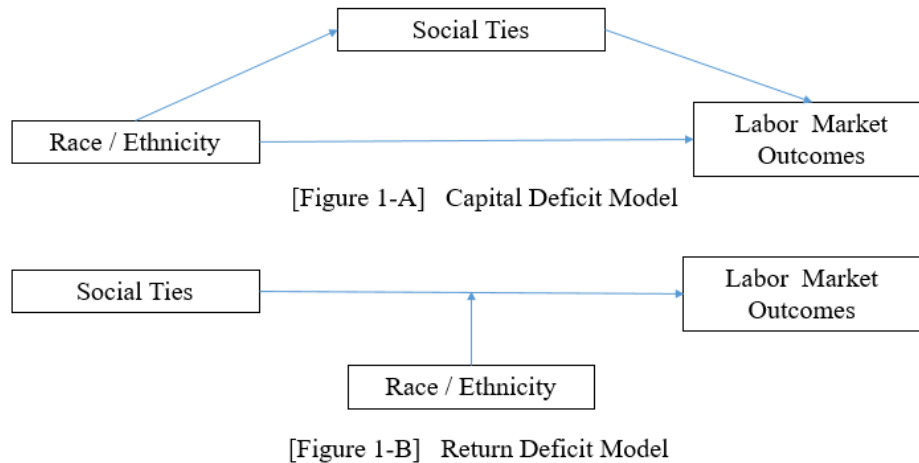 Social Ties
Race / Ethnicity
Labor Market
Outcomes
[Figure 1-A] Capital Deficit Model
Social Ties
Labor Market
Outcomes
Race / Ethnicity
[Figure 1-B] Return Deficit Model